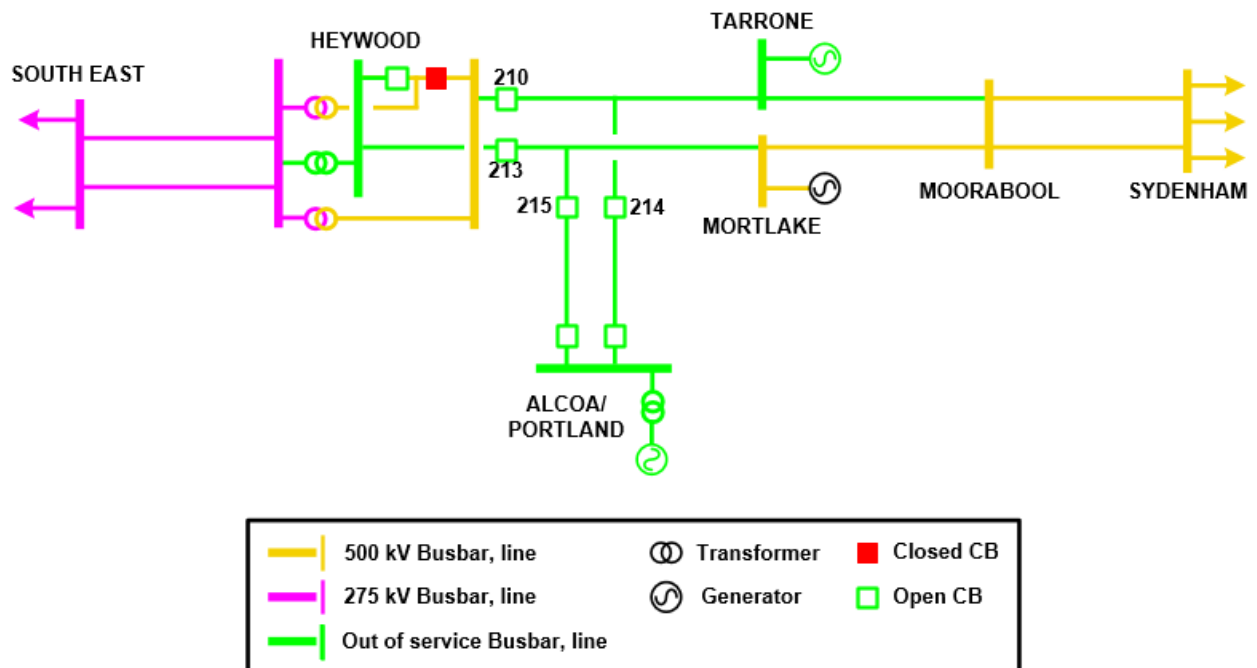 TARRONE
HEYWOOD
SOUTH EAST
210
213
215
214
MORTLAKE
MOORABOOL
SYDENHAM
ALCOA/
PORTLAND
500 kV Busbar, line
Transformer
Closed CB
275 kV Busbar, line
Generator
Open CB
Out of service Busbar, line